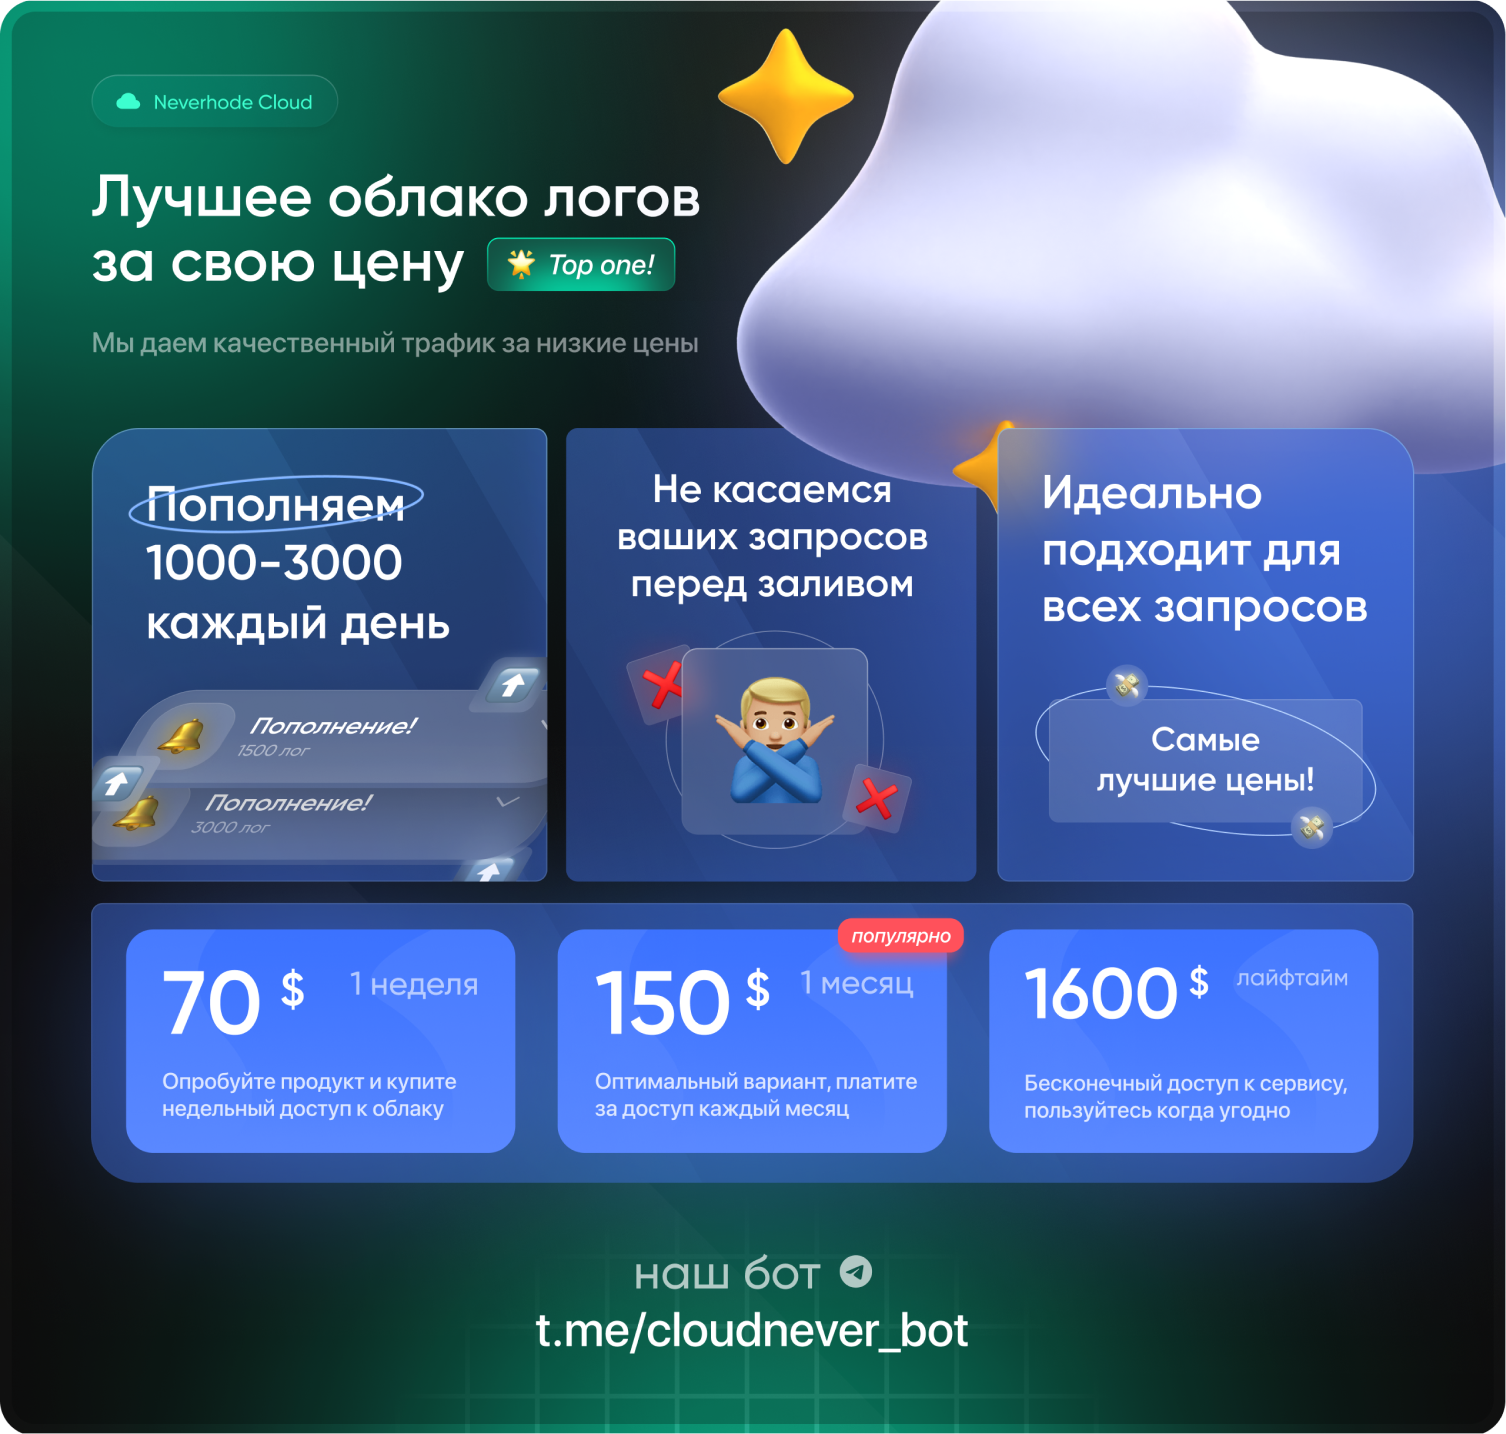 Neverhode Cloud
Лучшее облако логов
за свою цену
Top one!
Мы даем качественный трафик за низкие цены
Пополняем
1000-3000
каждый день
Пополнение!
1500 лог
Пополнение!
3000 лог
Не касаемся
ваших запросов
перед заливом
Идеально
подходит для
всех запросов
Самые
лучшие цены!
70 $ 1 неделя
Опробуйте продукт и купите
недельный доступ к облаку
популярно
150 $ 1 месяц
Оптимальный вариант, платите
за доступ каждый месяц
1600 $ лайфтайм
Бесконечный доступ к сервису,
пользуйтесь когда угодно
наш бот
t.me/cloudnever_bot